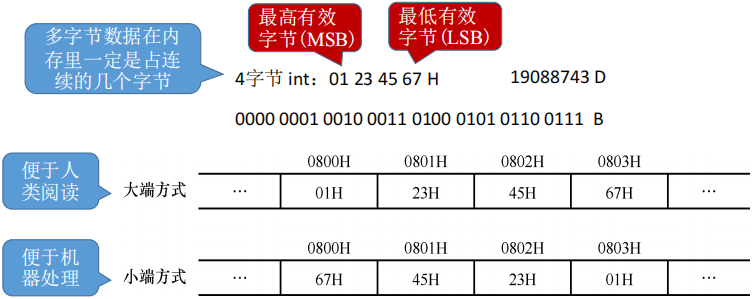 多字节数据在内
存里一定是占连
续的几个字节
最高有效
字节(MSB)
最低有效
字节(LSB)
4字节 int：01 23 45 67 H
19088743 D
0000 0001 0010 0011 0100 0101 0110 0111 B
便于人
类阅读
大端方式
0800H 0801H 0802H 0803H
… 01H 23H 45H 67H …
便于机
器处理
小端方式
0800H 0801H 0802H 0803H
… 67H 45H 23H 01H …